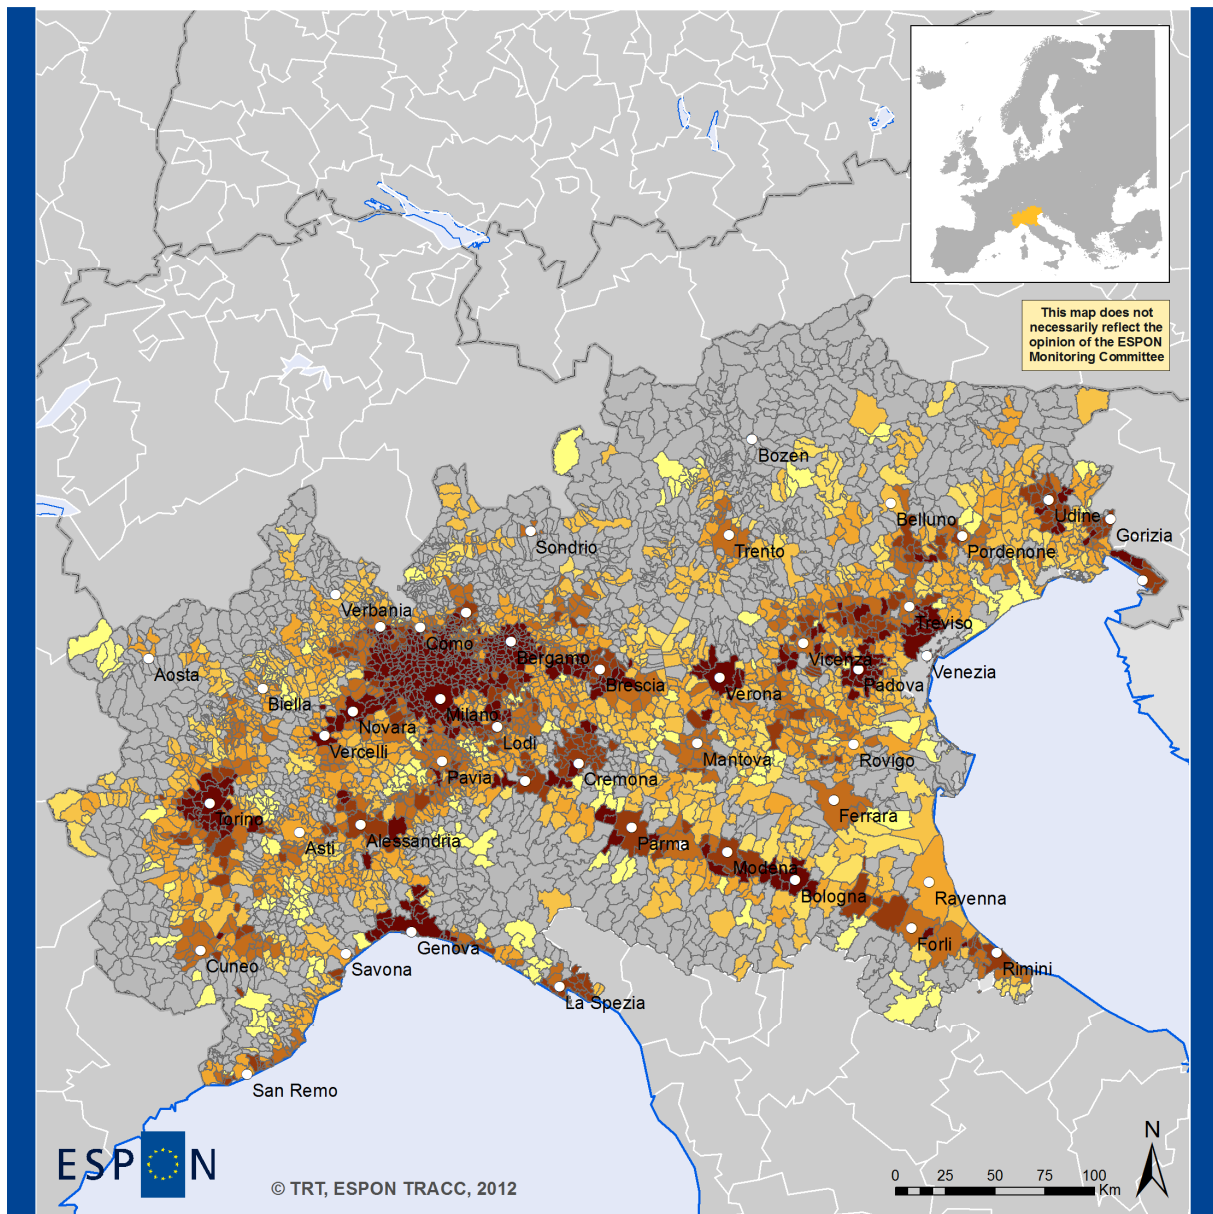 This map does not
necessarily reflect the
opinion of the ESPON
Monitoring Committee
Bozen
Belluno
Udine
Gorizia
Sondrio
Trento
Pordenone
Verbania
Como
Treviso
Aosta
Bergamo
Vicenza
Venezia
Biella
Brescia
Verona
Padova
Novara
Milano
Vercelli
Lodi
Mantova
Rovigo
Pavia
Cremona
Torino
Asti
Alessandria
Parma
Ferrara
Modena
Bologna
Ravenna
Genova
Forli
Cuneo
Savona
Rimini
La Spezia
San Remo
N
ESPON
0 25 50 75 100
Km
© TRT, ESPON TRACC, 2012